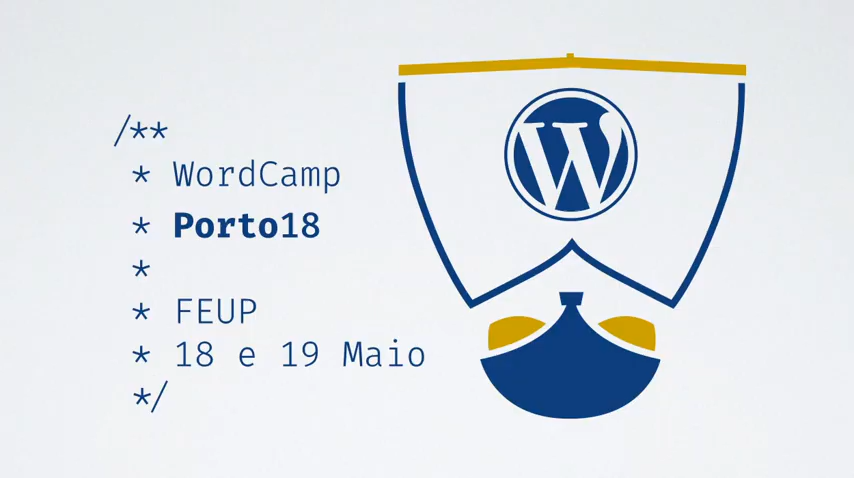 /**
* WordCamp
* Porto18
*
* FEUP
* 18 e 19 Maio
*/
W